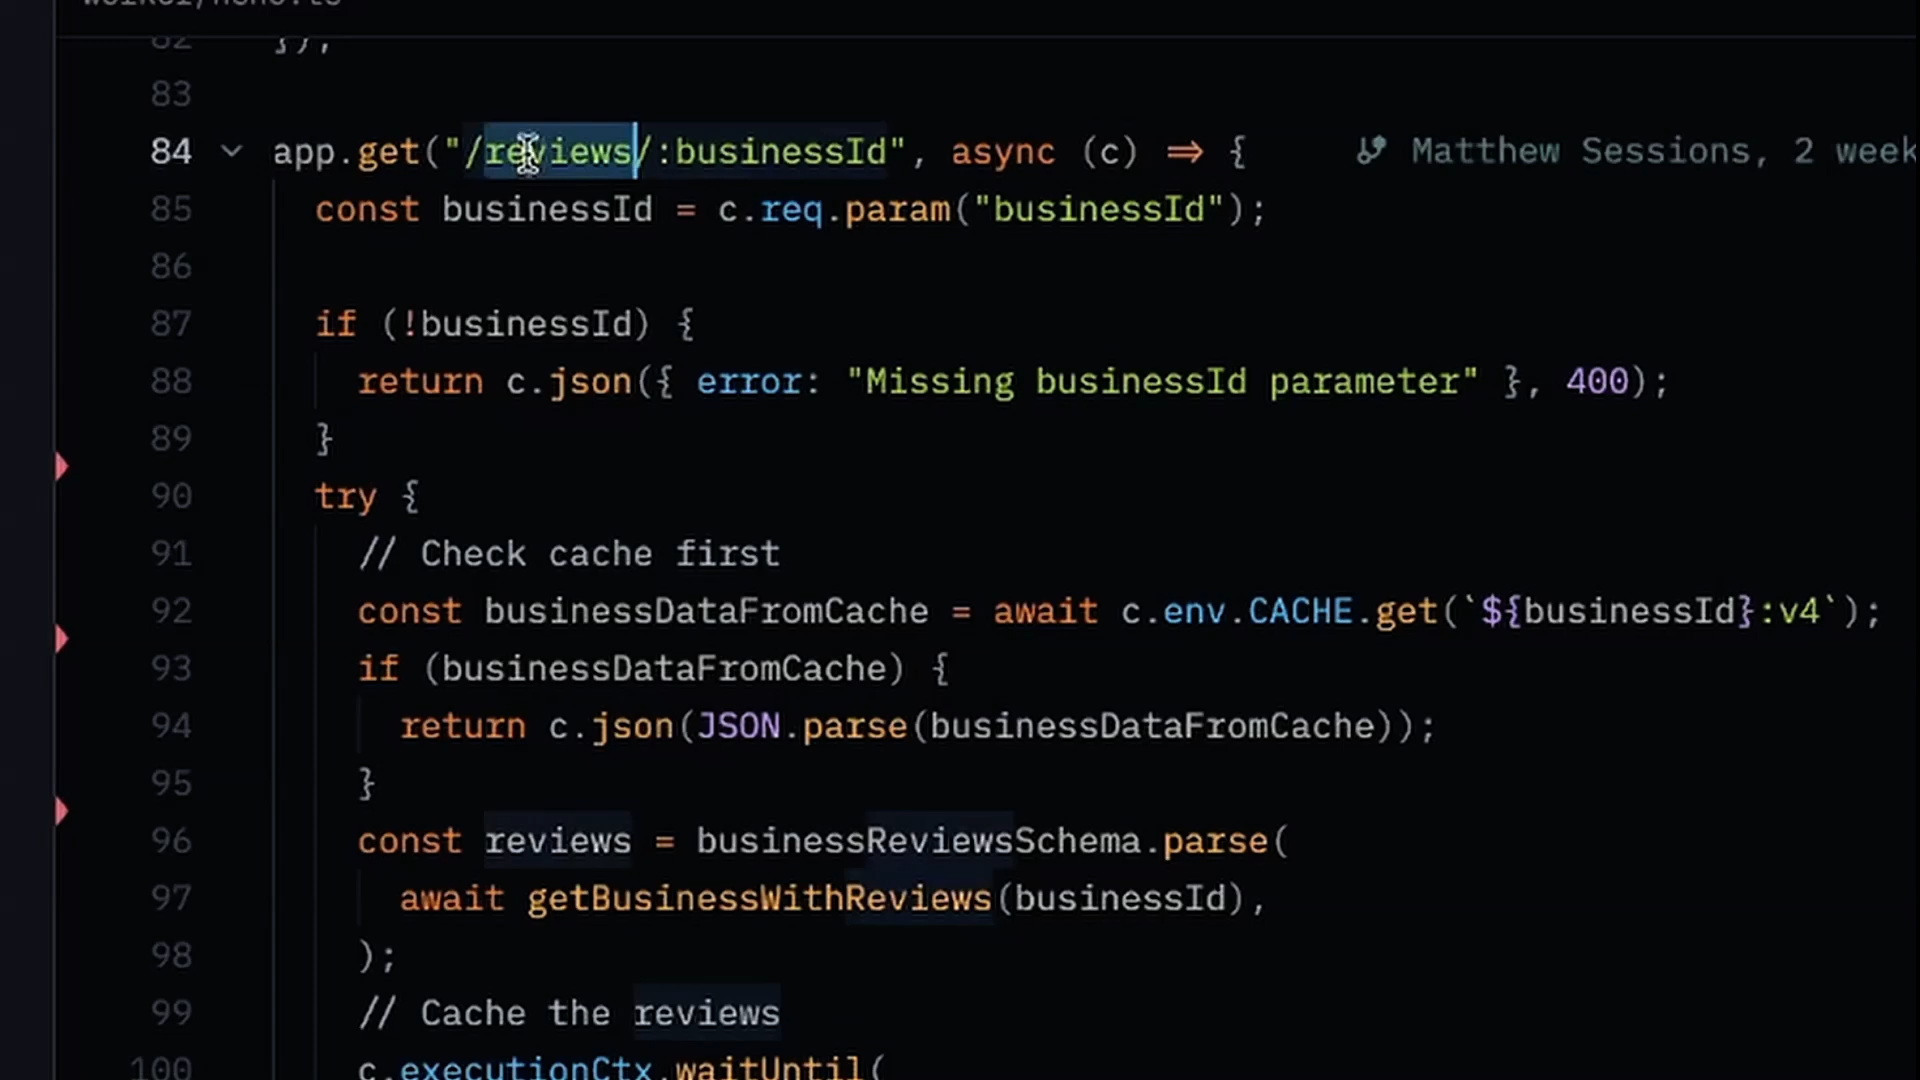 82 });
83
84 app.get("/reviews/:businessId", async (c) => { Matthew Sessions, 2 week
85 const businessId = c.req.param("businessId");
86
87 if (!businessId) {
88 return c.json({ error: "Missing businessId parameter" }, 400);
89 }
90 try {
91 // Check cache first
92 const businessDataFromCache = await c.env.CACHE.get(`${businessId}:v4`);
93 if (businessDataFromCache) {
94 return c.json(JSON.parse(businessDataFromCache));
95 }
96 const reviews = businessReviewsSchema.parse(
97 await getBusinessWithReviews(businessId),
98 );
99 // Cache the reviews
100 c.executionCtx.waitUntil(